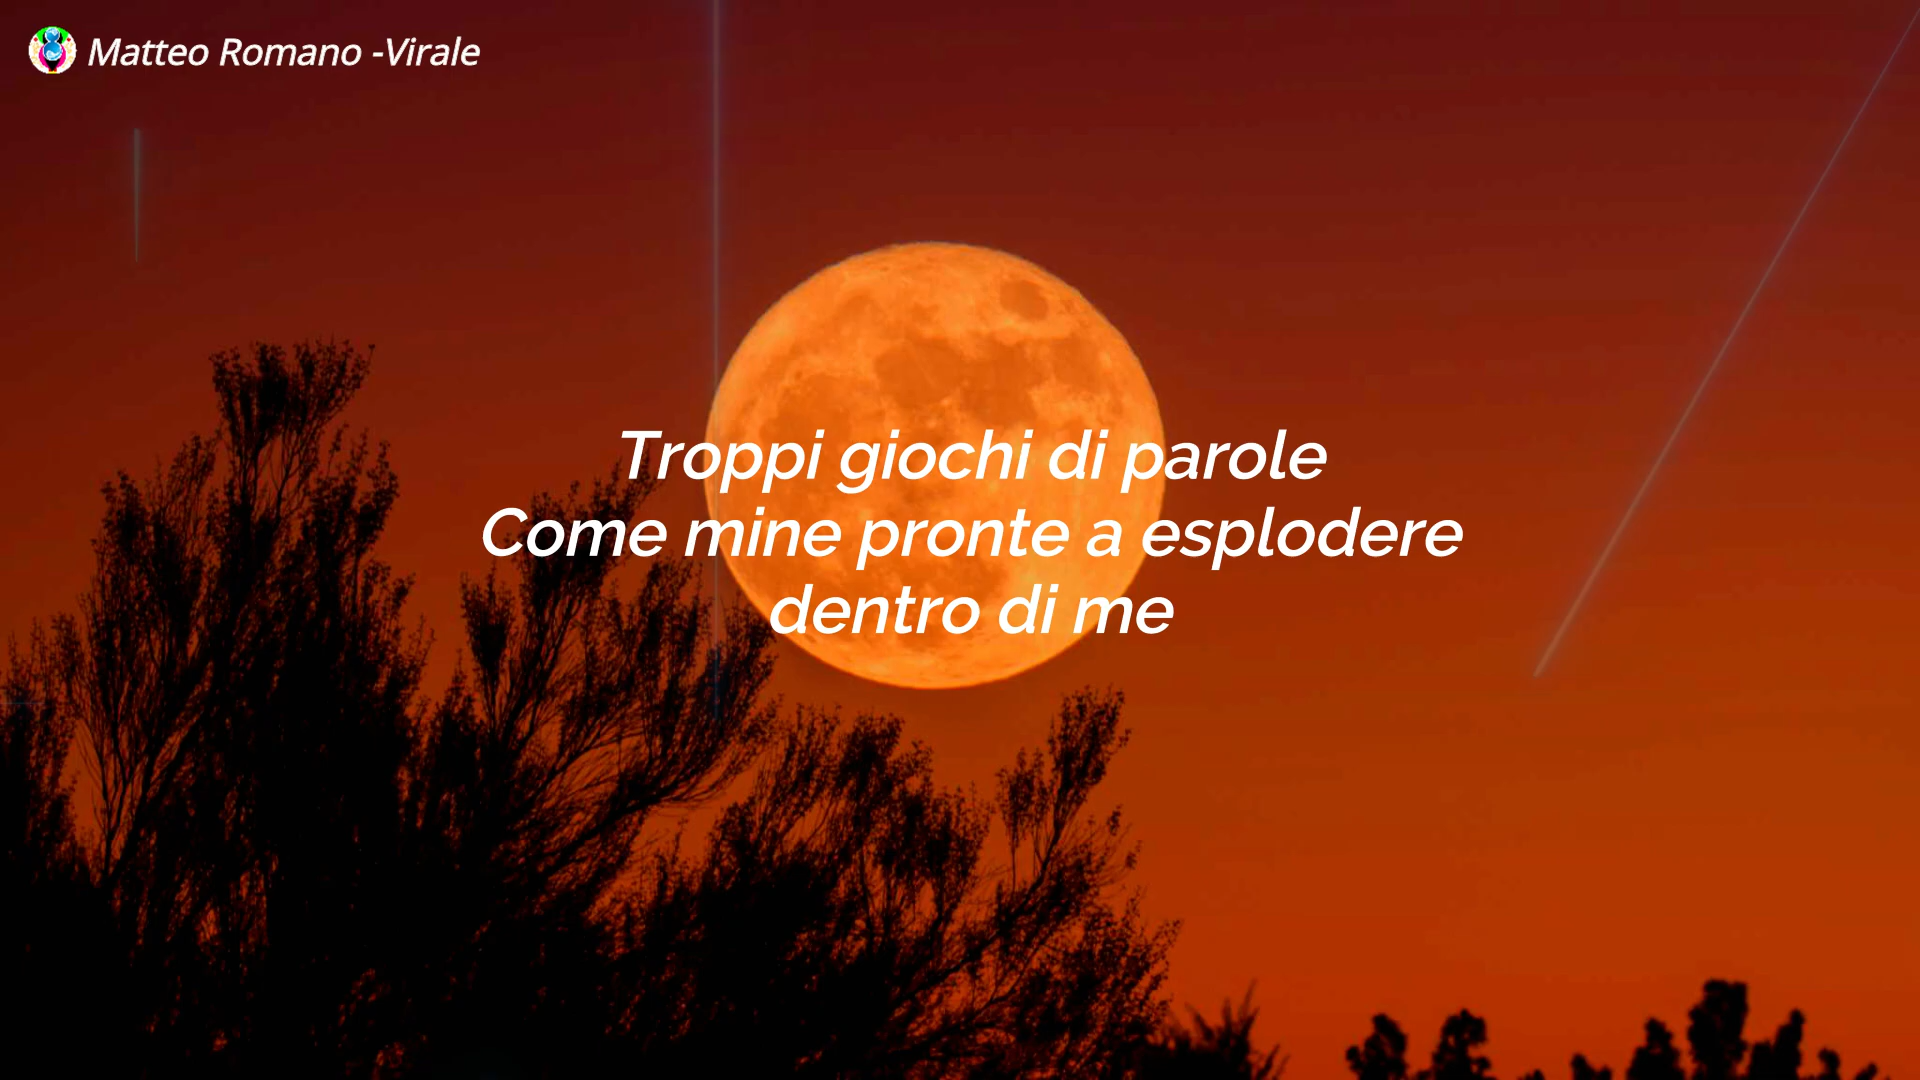 Matteo Romano -Virale
Troppi giochi di parole
Come mine pronte a esplodere
dentro di me